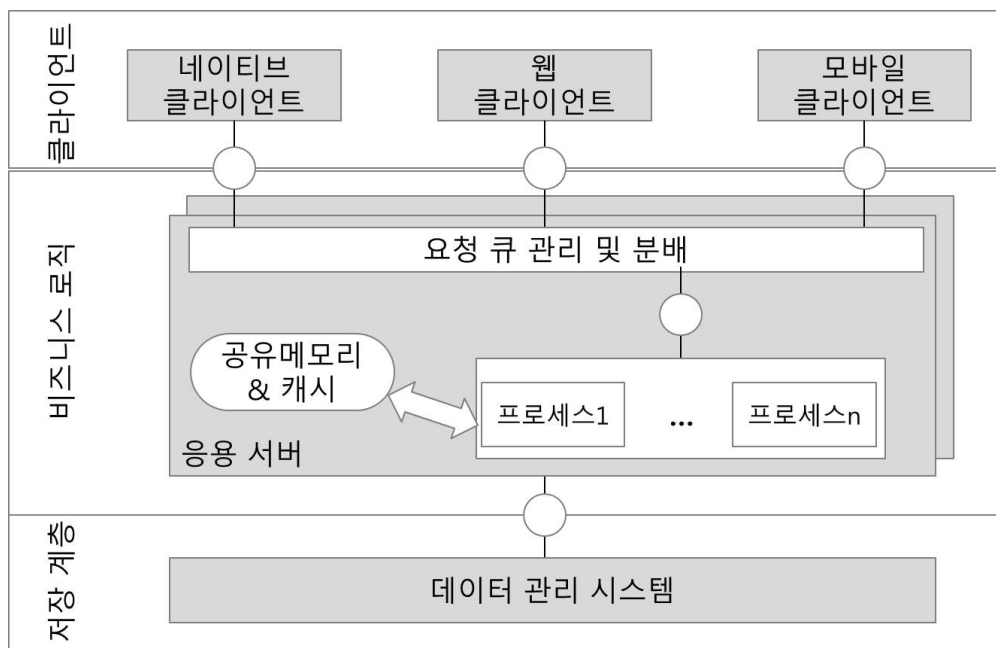 클라이언트
네이티브
클라이언트
웹
클라이언트
모바일
클라이언트
비즈니스 로직
요청 큐 관리 및 분배
공유메모리
& 캐시
프로세스1
...
프로세스n
응용 서버
저장 계층
데이터 관리 시스템